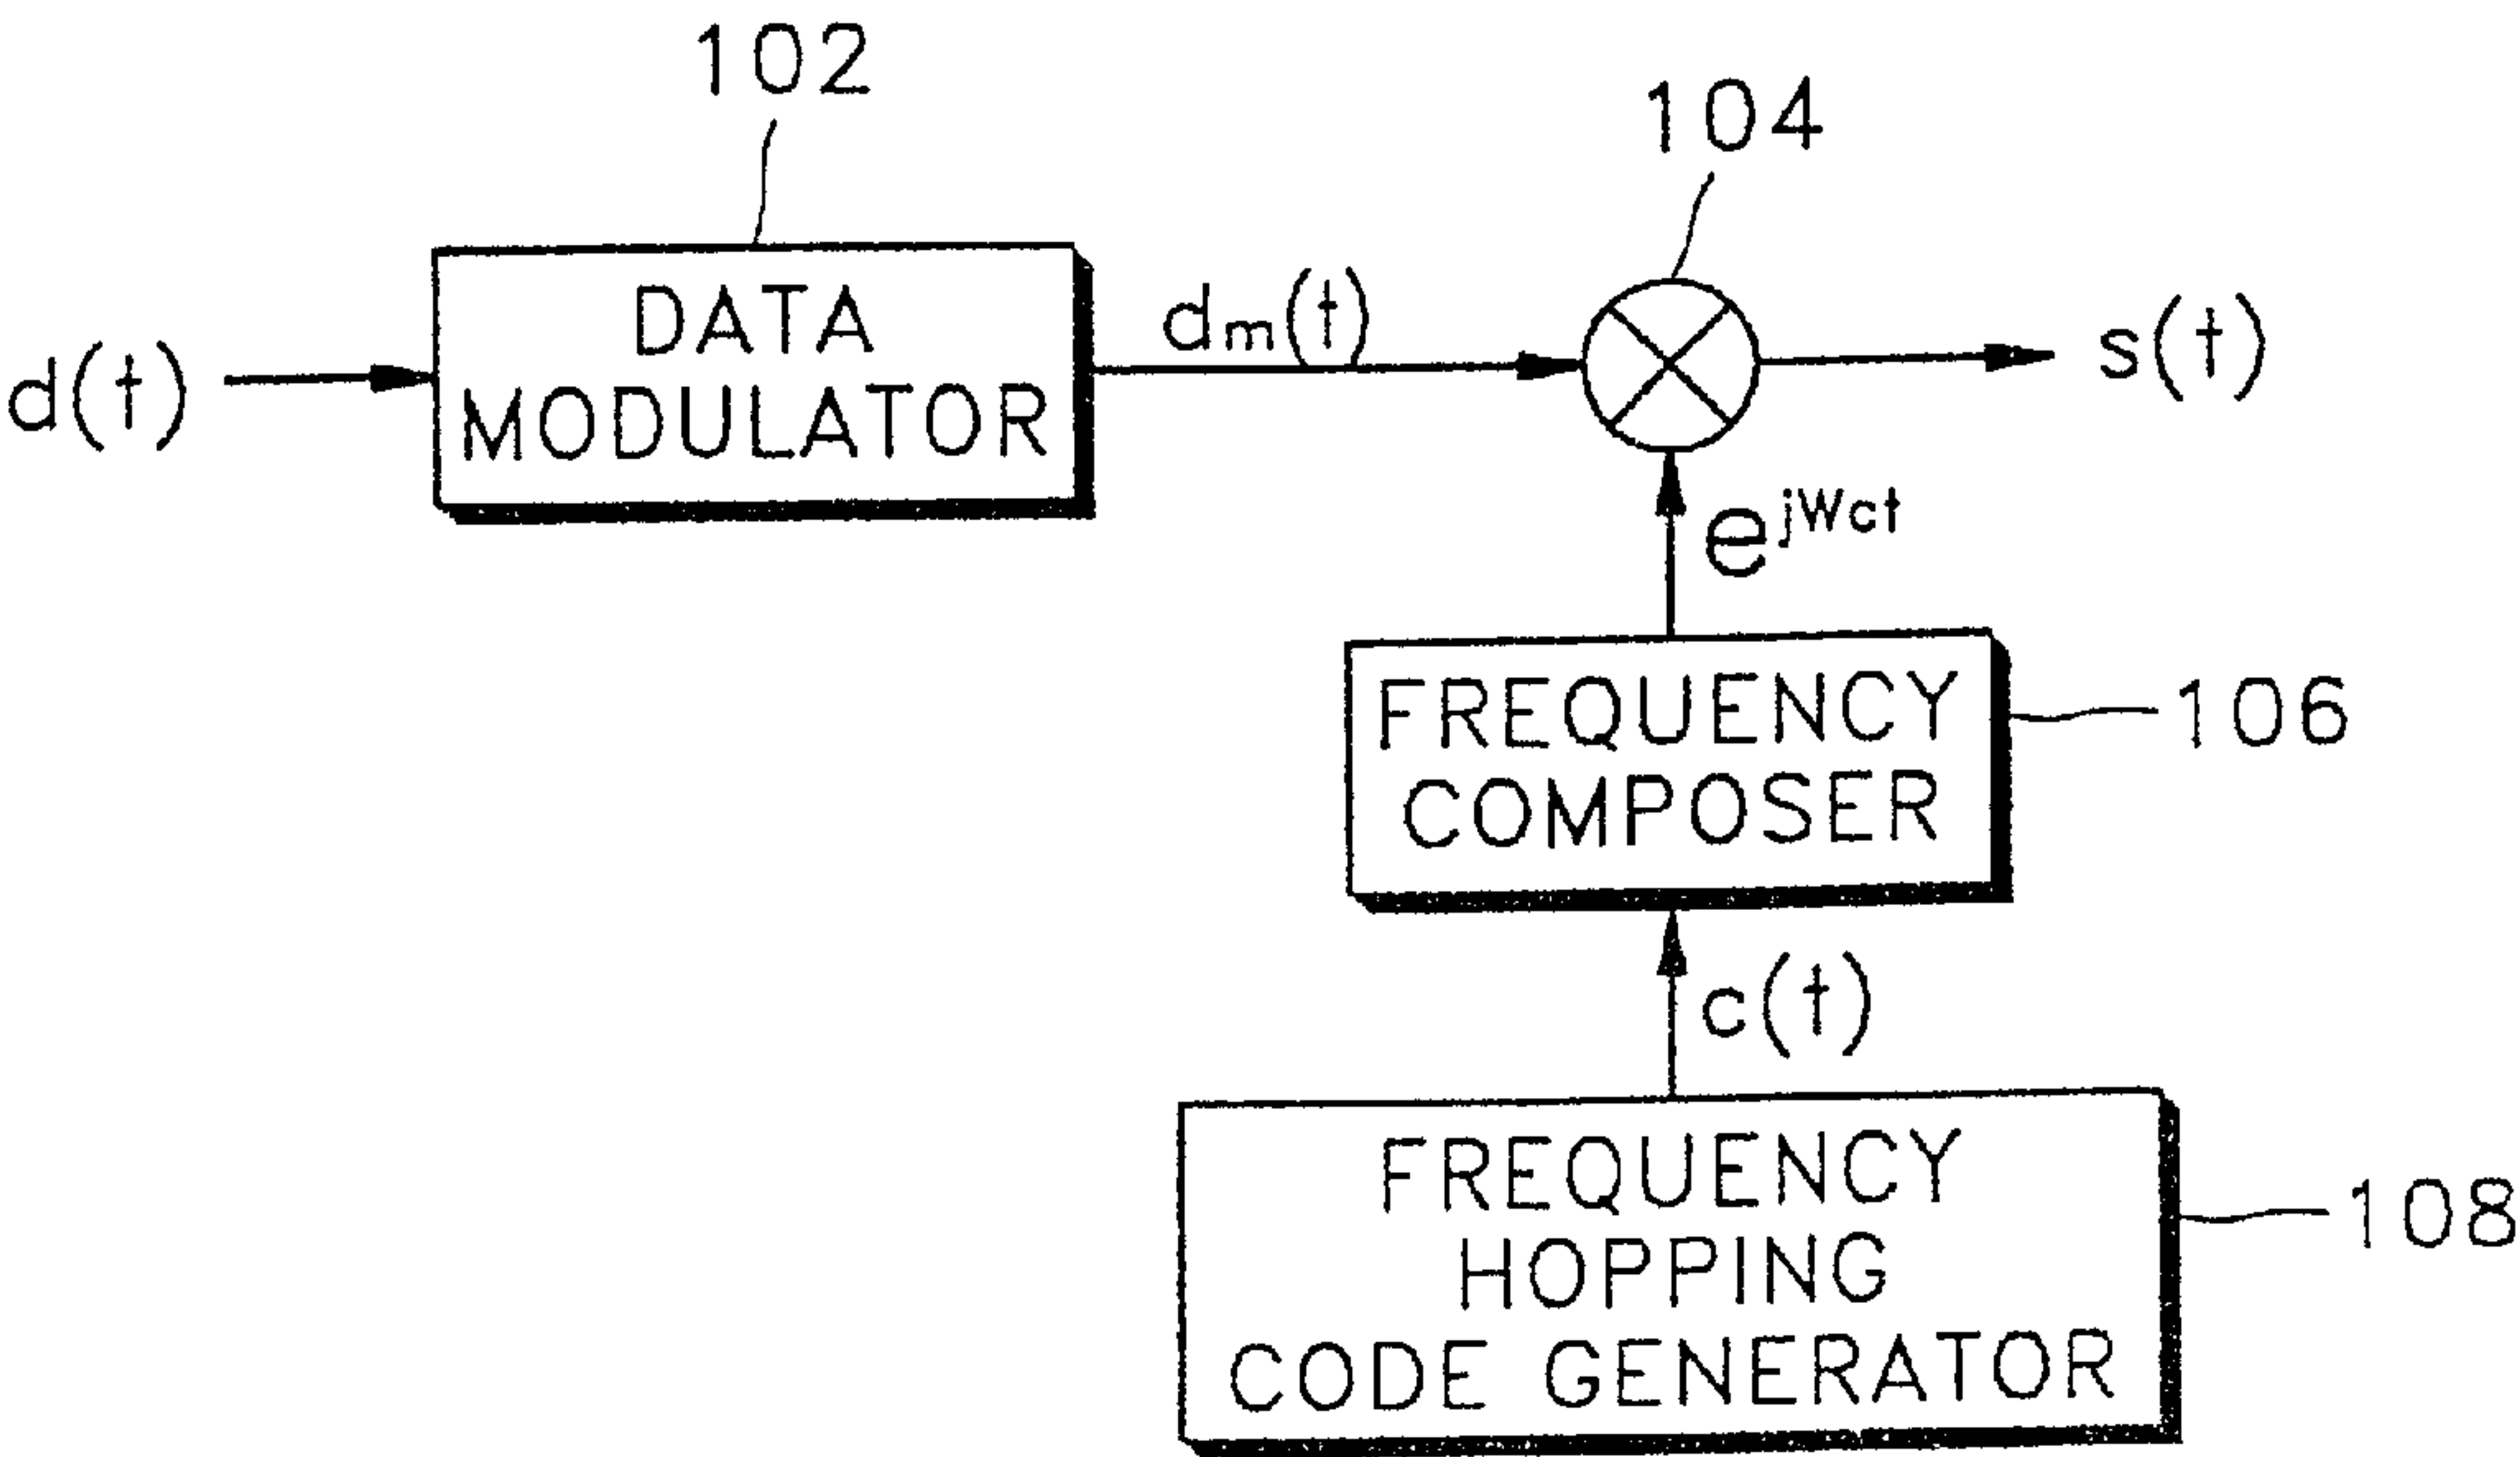 102
104
DATA
MODULATOR
d(t)
dm(t)
s(t)
ejWct
FREQUENCY
COMPOSER
106
c(t)
FREQUENCY
HOPPING
CODE GENERATOR
108